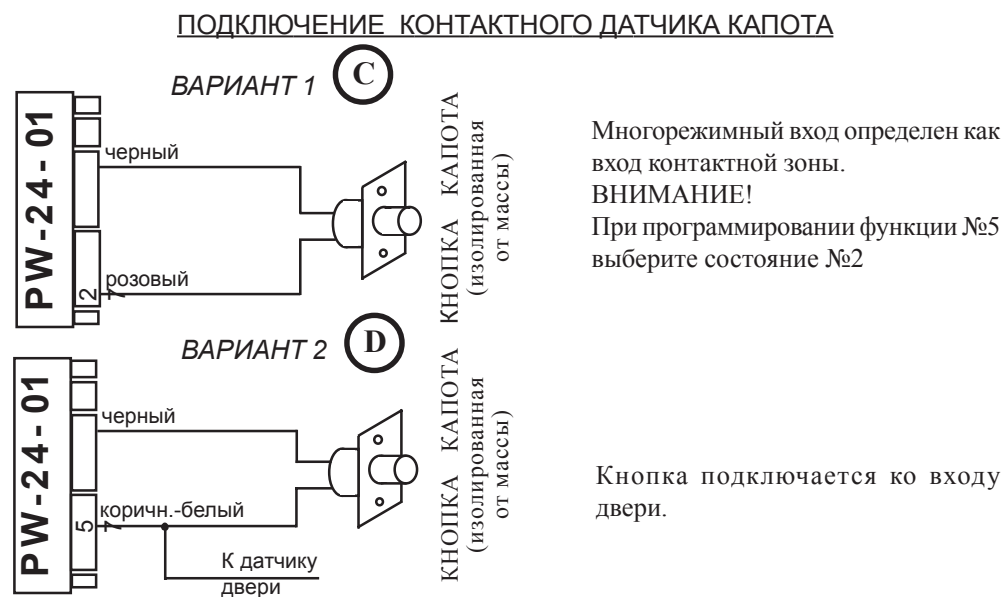 ПОДКЛЮЧЕНИЕ КОНТАКТНОГО ДАТЧИКА КАПОТА
ВАРИАНТ 1
C
PW-24-01
черный
2
розовый
КНОПКА КАПОТА
(изолированная
от массы)
Многорежимный вход определен как
вход контактной зоны.
ВНИМАНИЕ!
При программировании функции №5
выберите состояние №2
ВАРИАНТ 2
D
PW-24-01
черный
5
коричн.-белый
К датчику
двери
КНОПКА КАПОТА
(изолированная
от массы)
Кнопка подключается ко входу
двери.